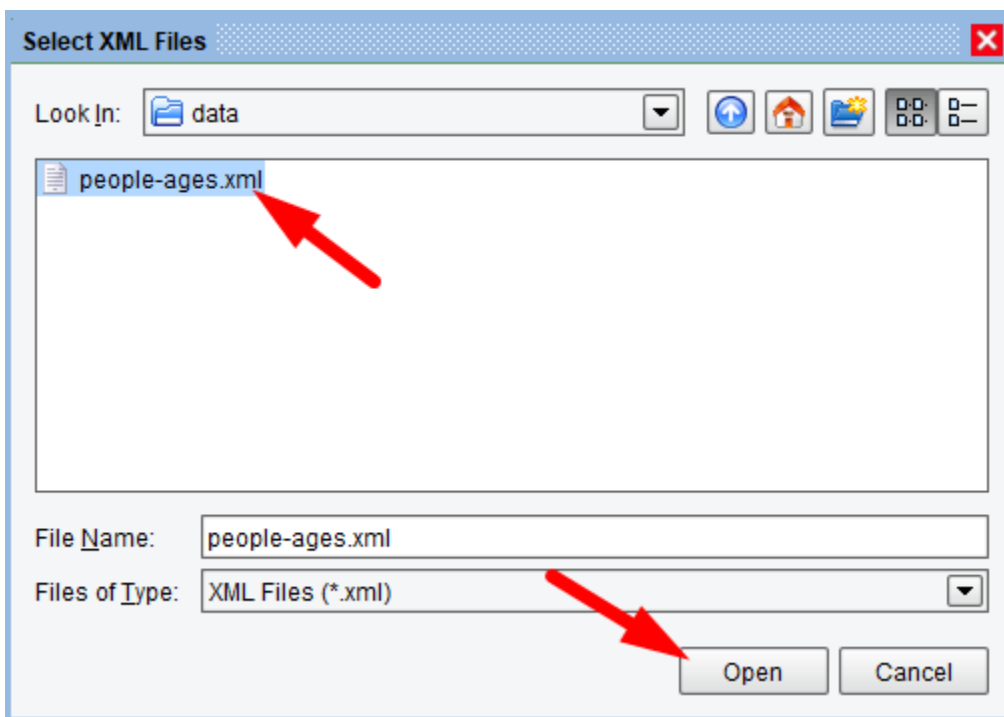 Select XML Files
Look In: data
people-ages.xml
File Name: people-ages.xml
Files of Type: XML Files (*.xml)
Open Cancel